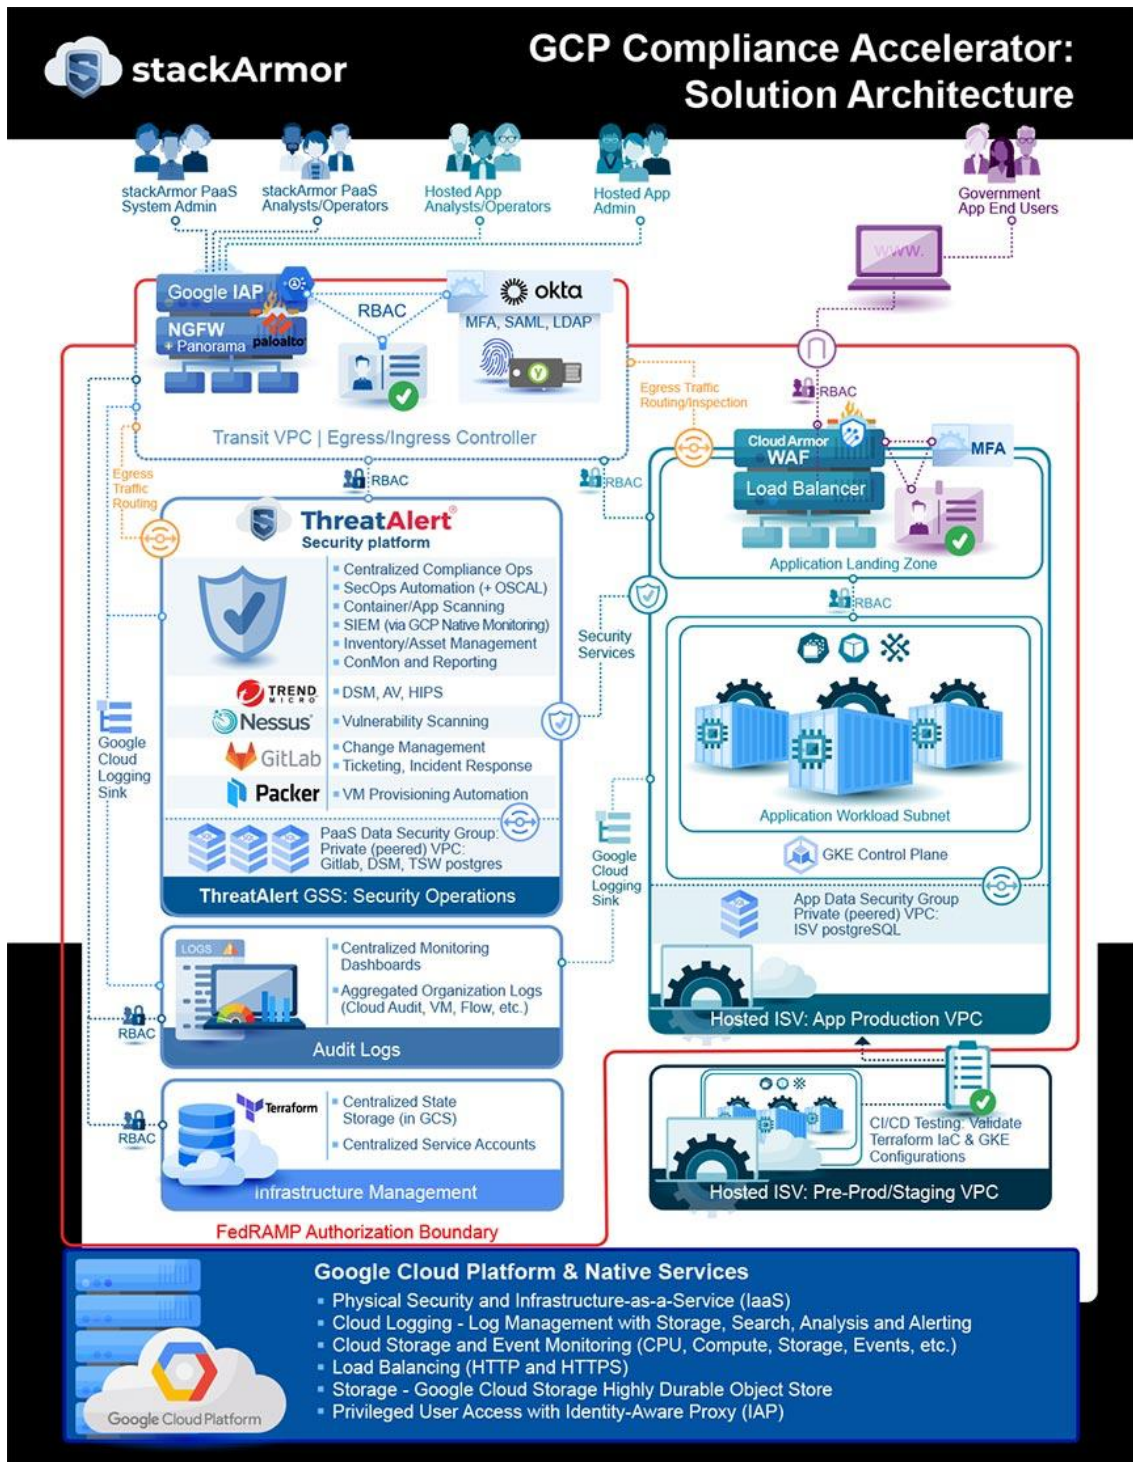 stackArmor
GCP Compliance Accelerator:
Solution Architecture
stackArmor PaaS
System Admin
stackArmor PaaS
Analysts/Operators
Hosted App
Analysts/Operators
Hosted App
Admin
Government
App End Users
www.
Google IAP
NGFW
+ Panorama
paloalto
RBAC
okta
MFA, SAML, LDAP
Transit VPC | Egress/Ingress Controller
Egress Traffic
Routing/Inspection
RBAC
Cloud Armor
WAF
Load Balancer
MFA
Application Landing Zone
Egress
Traffic
Routing
RBAC
RBAC
RBAC
ThreatAlert®
Security platform
Centralized Compliance Ops
SecOps Automation (+ OSCAL)
Container/App Scanning
SIEM (via GCP Native Monitoring)
Inventory/Asset Management
ConMon and Reporting
TREND
MICRO
DSM, AV, HIPS
Nessus
Vulnerability Scanning
GitLab
Change Management
Ticketing, Incident Response
Packer
VM Provisioning Automation
PaaS Data Security Group:
Private (peered) VPC:
Gitlab, DSM, TSW postgres
ThreatAlert GSS: Security Operations
Security
Services
Google
Cloud
Logging
Sink
Google
Cloud
Logging
Sink
Application Workload Subnet
GKE Control Plane
App Data Security Group
Private (peered) VPC:
ISV postgreSQL
Hosted ISV: App Production VPC
LOGS
Centralized Monitoring
Dashboards
Aggregated Organization Logs
(Cloud Audit, VM, Flow, etc.)
Audit Logs
RBAC
Terraform
Centralized State
Storage (in GCS)
Centralized Service Accounts
Infrastructure Management
RBAC
CI/CD Testing: Validate
Terraform IaC & GKE
Configurations
Hosted ISV: Pre-Prod/Staging VPC
FedRAMP Authorization Boundary
Google Cloud Platform & Native Services
Physical Security and Infrastructure-as-a-Service (IaaS)
Cloud Logging - Log Management with Storage, Search, Analysis and Alerting
Cloud Storage and Event Monitoring (CPU, Compute, Storage, Events, etc.)
Load Balancing (HTTP and HTTPS)
Storage - Google Cloud Storage Highly Durable Object Store
Privileged User Access with Identity-Aware Proxy (IAP)
Google Cloud Platform